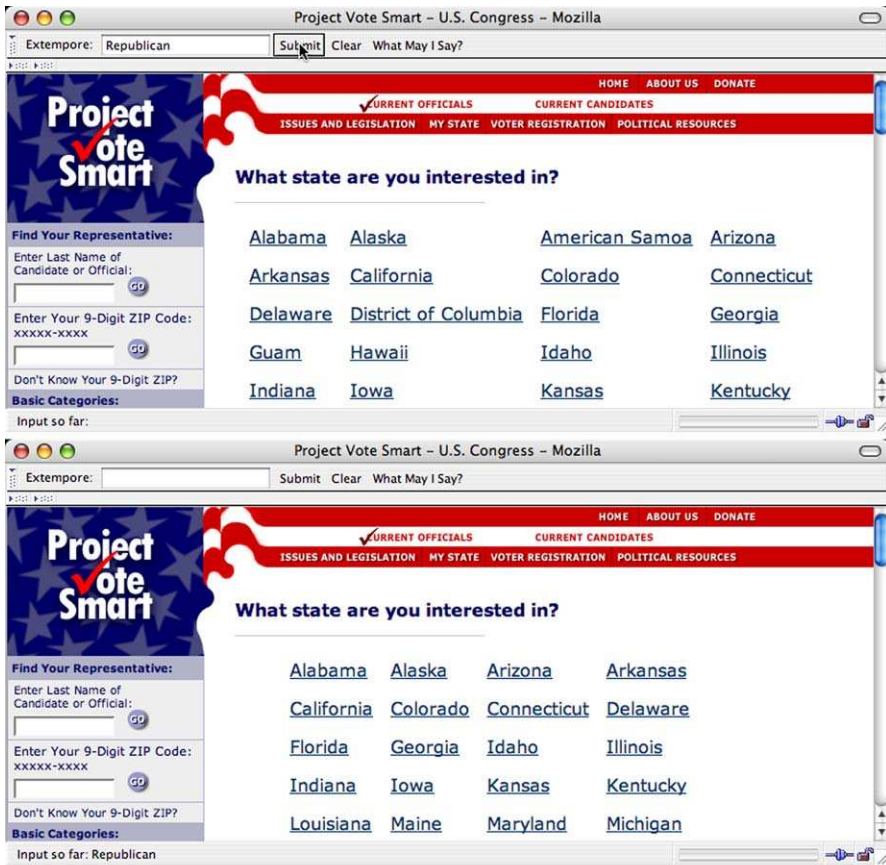 Project Vote Smart – U.S. Congress – Mozilla
Extempore: Republican Submit Clear What May I Say?
HOME ABOUT US DONATE
CURRENT OFFICIALS CURRENT CANDIDATES
ISSUES AND LEGISLATION MY STATE VOTER REGISTRATION POLITICAL RESOURCES
Project
Vote
Smart
What state are you interested in?
Find Your Representative:
Enter Last Name of
Candidate or Official:
GO
Enter Your 9-Digit ZIP Code:
xxxxx-xxxx
GO
Don't Know Your 9-Digit ZIP?
Basic Categories:
Alabama Alaska American Samoa Arizona
Arkansas California Colorado Connecticut
Delaware District of Columbia Florida Georgia
Guam Hawaii Idaho Illinois
Indiana Iowa Kansas Kentucky
Input so far:
Project Vote Smart – U.S. Congress – Mozilla
Extempore: Submit Clear What May I Say?
HOME ABOUT US DONATE
CURRENT OFFICIALS CURRENT CANDIDATES
ISSUES AND LEGISLATION MY STATE VOTER REGISTRATION POLITICAL RESOURCES
Project
Vote
Smart
What state are you interested in?
Find Your Representative:
Enter Last Name of
Candidate or Official:
GO
Enter Your 9-Digit ZIP Code:
xxxxx-xxxx
GO
Don't Know Your 9-Digit ZIP?
Basic Categories:
Alabama Alaska Arizona Arkansas
California Colorado Connecticut Delaware
Florida Georgia Idaho Illinois
Indiana Iowa Kansas Kentucky
Louisiana Maine Maryland Michigan
Input so far: Republican